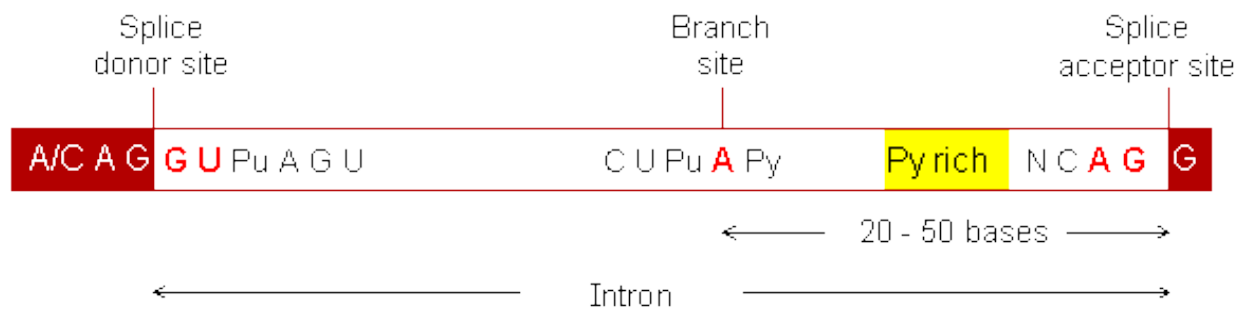 Splice
donor site
Branch
site
Splice
acceptor site
A/C A G G U Pu A G U C U Pu A Py Py rich N C A G G
20 - 50 bases
Intron